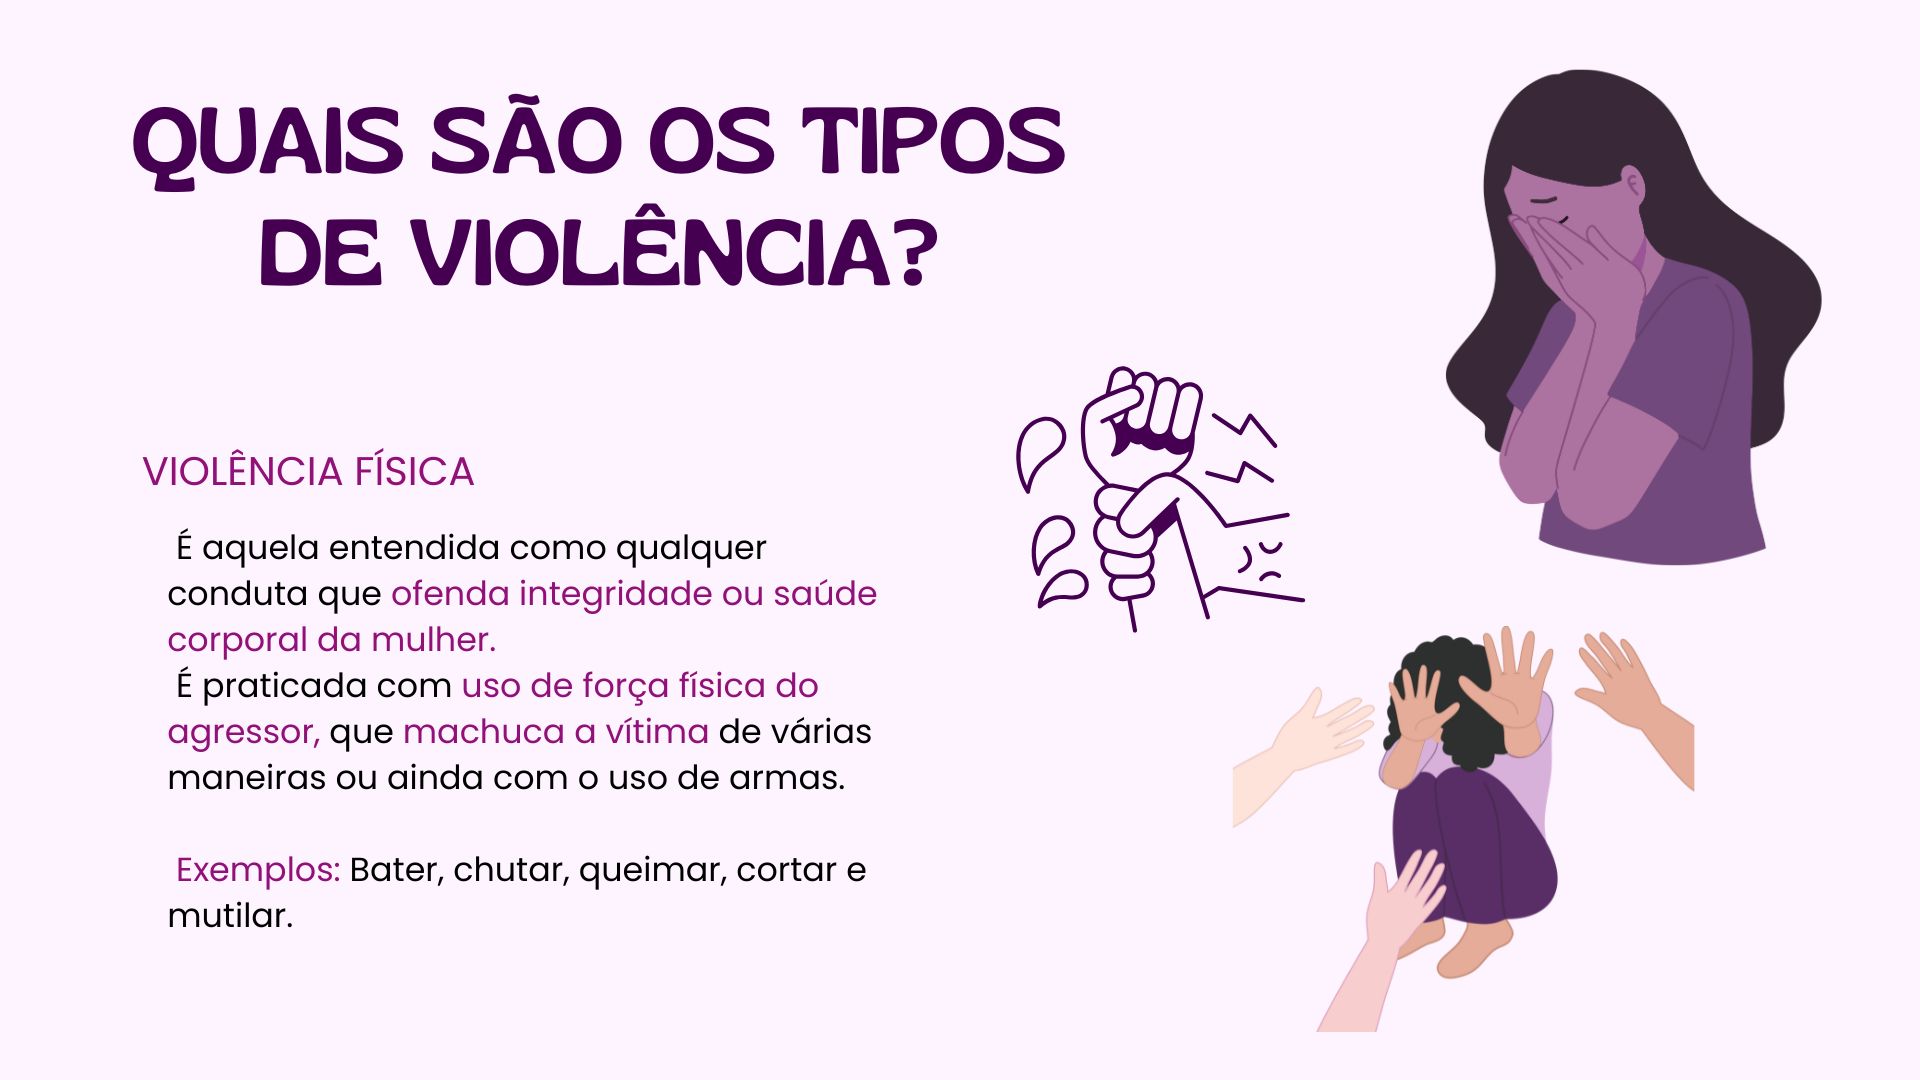 QUAIS SÃO OS TIPOS
DE VIOLÊNCIA?
VIOLÊNCIA FÍSICA
É aquela entendida como qualquer
conduta que ofenda integridade ou saúde
corporal da mulher.
É praticada com uso de força física do
agressor, que machuca a vítima de várias
maneiras ou ainda com o uso de armas.
Exemplos: Bater, chutar, queimar, cortar e
mutilar.